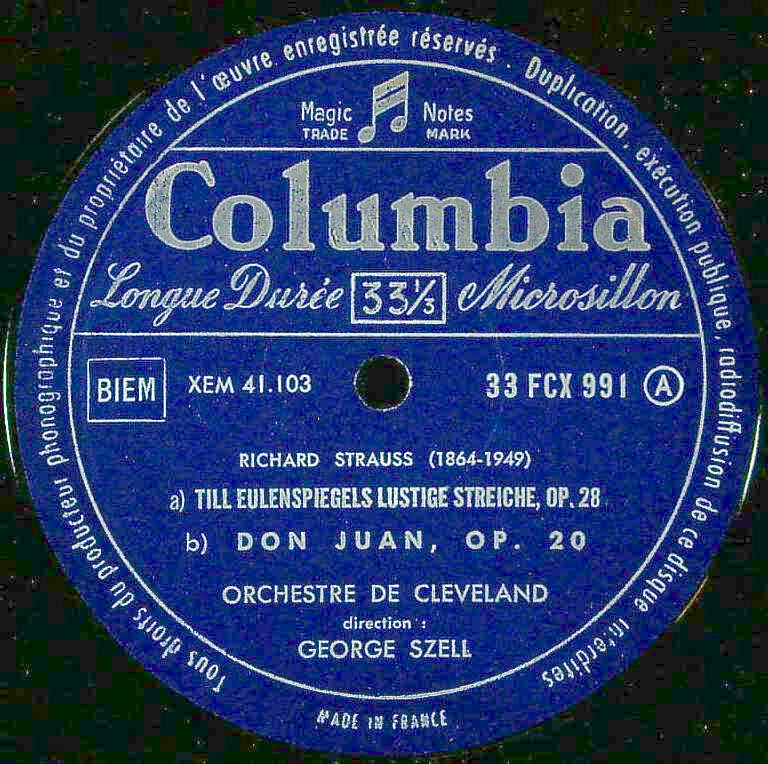 Tous droits du producteur phonographique et du propriétaire de l'œuvre enregistrée réservés · Duplication, exécution publique, radiodiffusion de ce disque interdites
Magic Notes
TRADE MARK
Columbia
Longue Durée 33⅓ Microsillon
BIEM XEM 41.103 33 FCX 991 A
RICHARD STRAUSS (1864-1949)
a) TILL EULENSPIEGELS LUSTIGE STREICHE, OP. 28
b) DON JUAN, OP. 20
ORCHESTRE DE CLEVELAND
direction :
GEORGE SZELL
MADE IN FRANCE